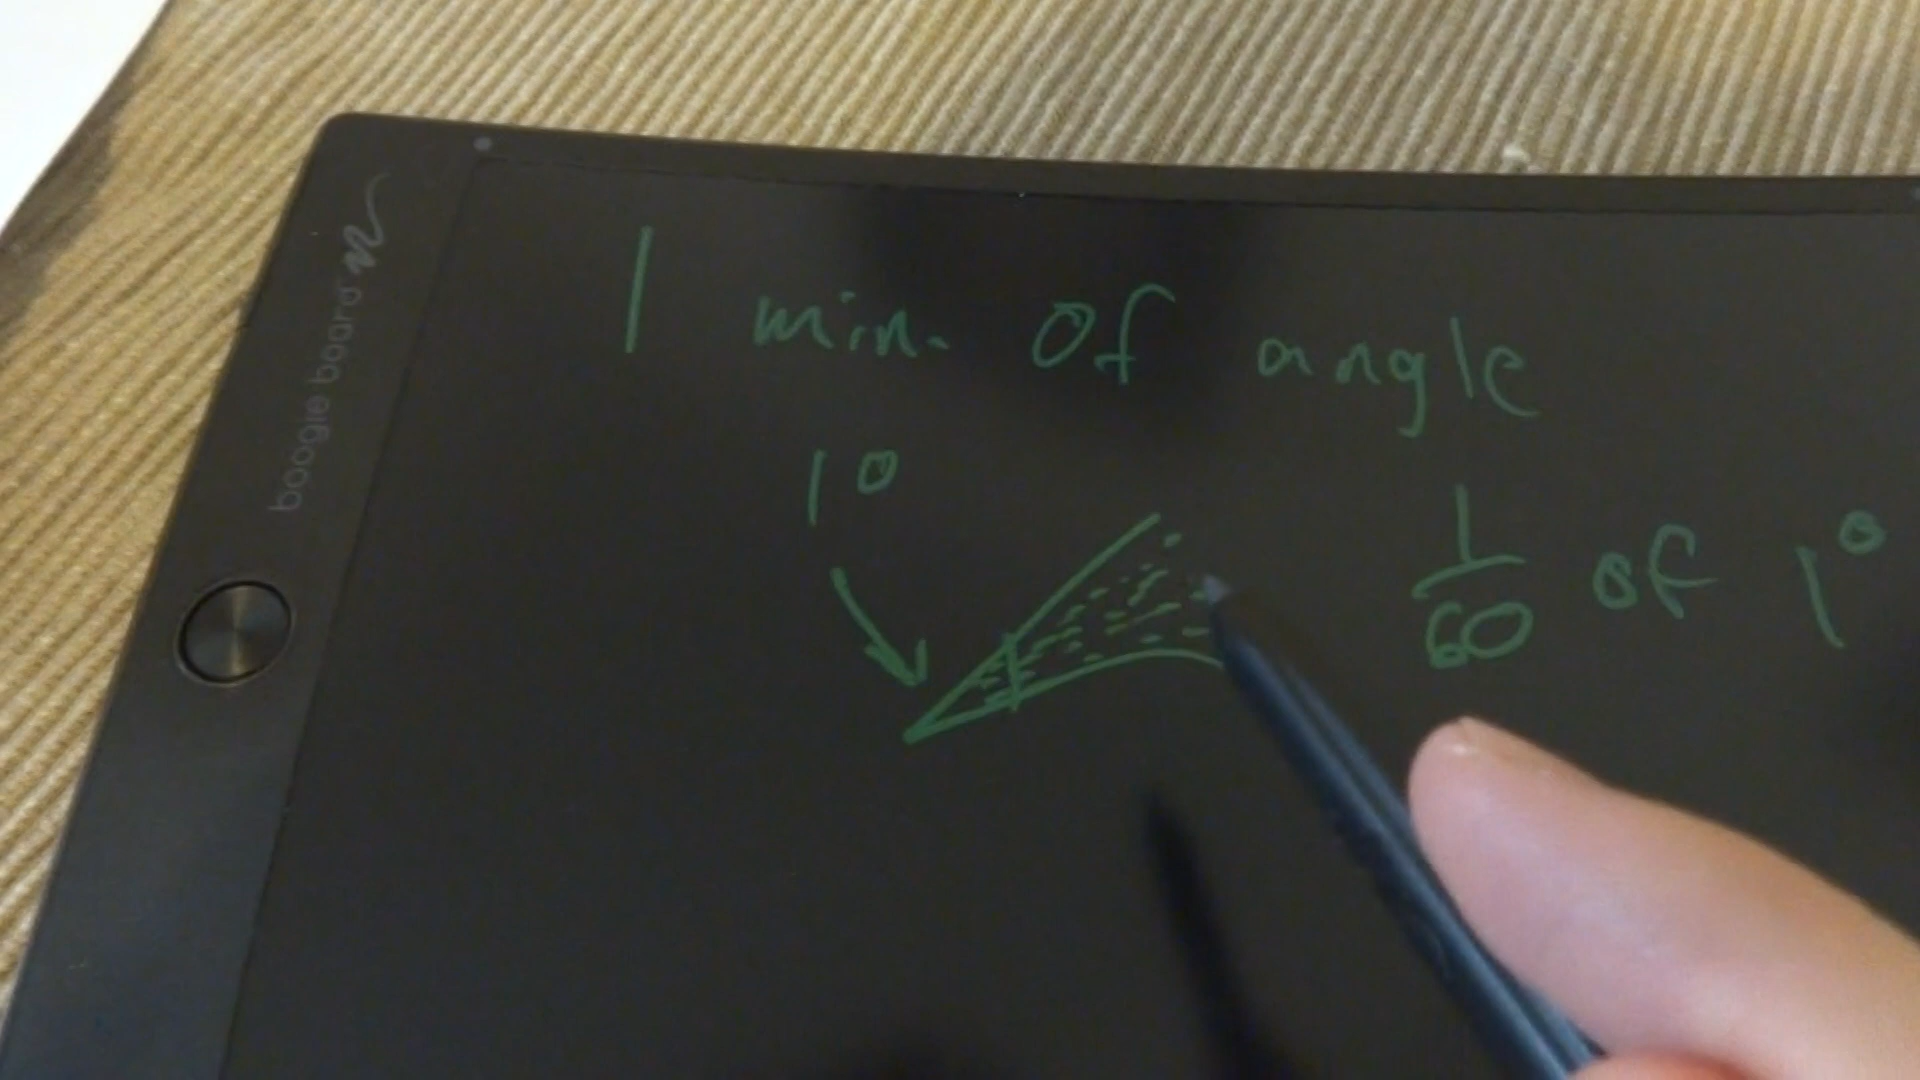 boogie board
1 min. of angle
1°
1/60 of 1°